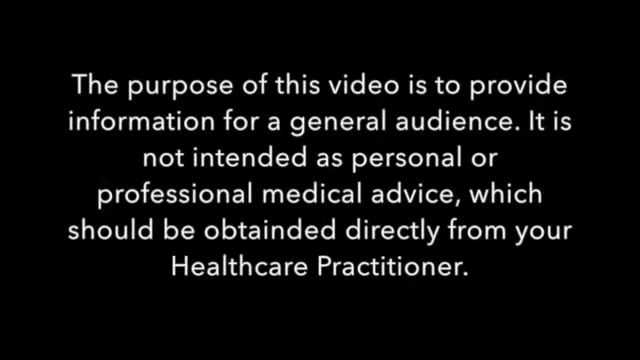 The purpose of this video is to provide
information for a general audience. It is
not intended as personal or
professional medical advice, which
should be obtainded directly from your
Healthcare Practitioner.